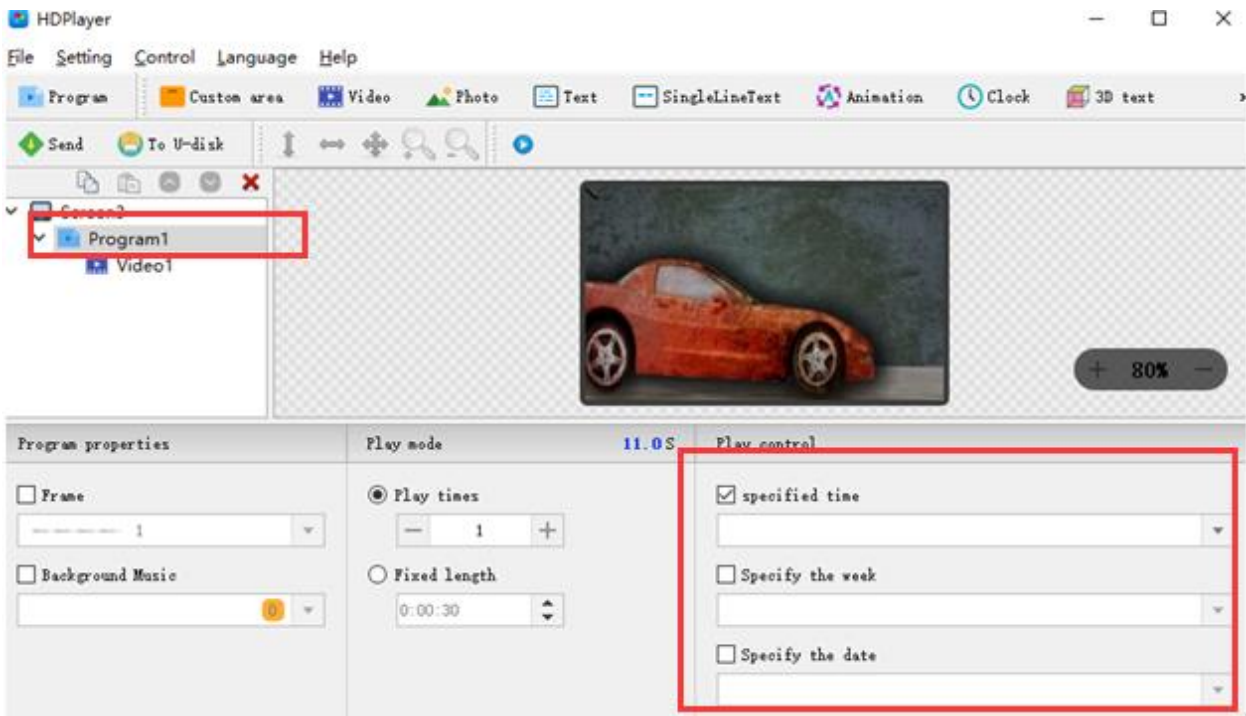 HDPlayer
File Setting Control Language Help
Program Custom area Video Photo Text SingleLineText Animation Clock 3D text
Send To U-disk
Screen2
Program1
Video1
80%
Program properties Play mode 11.0S Play control
Frame Play times specified time
1 1
Background Music Fixed length Specify the week
0 0:00:30
Specify the date